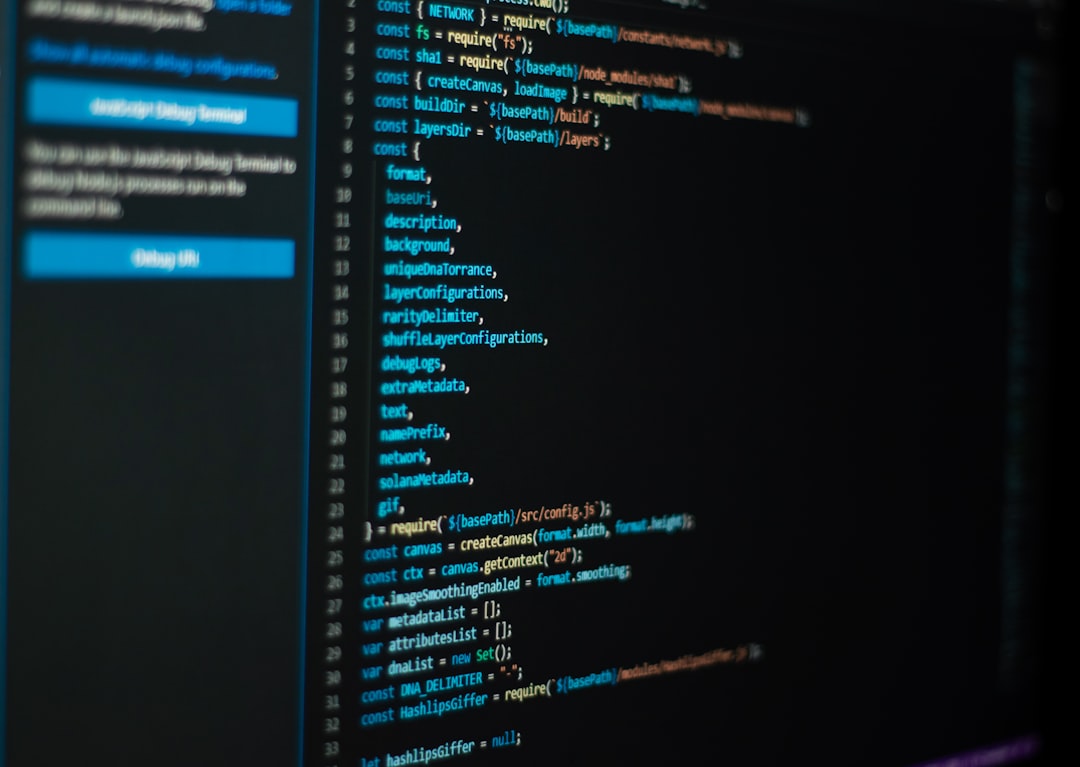 and create a launch.json file.
Show all automatic debug configurations.
JavaScript Debug Terminal
You can use the JavaScript Debug Terminal to
debug Node.js processes run on the
command line.
Debug URL
process.cwd();
2 const { NETWORK } = require(`${basePath}/constants/network.js`);
3 const fs = require("fs");
4 const sha1 = require(`${basePath}/node_modules/sha1`);
5 const { createCanvas, loadImage } = require(`${basePath}/node_modules/canvas`);
6 const buildDir = `${basePath}/build`;
7 const layersDir = `${basePath}/layers`;
8 const {
9 format,
10 baseUri,
11 description,
12 background,
13 uniqueDnaTorrance,
14 layerConfigurations,
15 rarityDelimiter,
16 shuffleLayerConfigurations,
17 debugLogs,
18 extraMetadata,
19 text,
20 namePrefix,
21 network,
22 solanaMetadata,
23 gif,
24 } = require(`${basePath}/src/config.js`);
25 const canvas = createCanvas(format.width, format.height);
26 const ctx = canvas.getContext("2d");
27 ctx.imageSmoothingEnabled = format.smoothing;
28 var metadataList = [];
29 var attributesList = [];
30 var dnaList = new Set();
31 const DNA_DELIMITER = "-";
32 const HashlipsGiffer = require(`${basePath}/modules/HashlipsGiffer.js`);
33
let hashlipsGiffer = null;